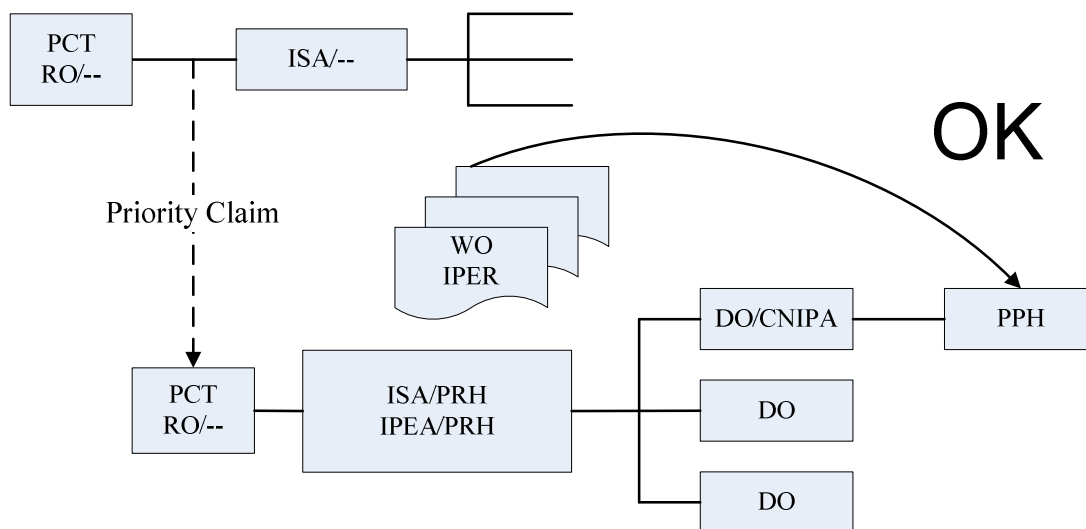 PCT
RO/--
ISA/--
OK
Priority Claim
WO
IPER
DO/CNIPA
PPH
PCT
RO/--
ISA/PRH
IPEA/PRH
DO
DO